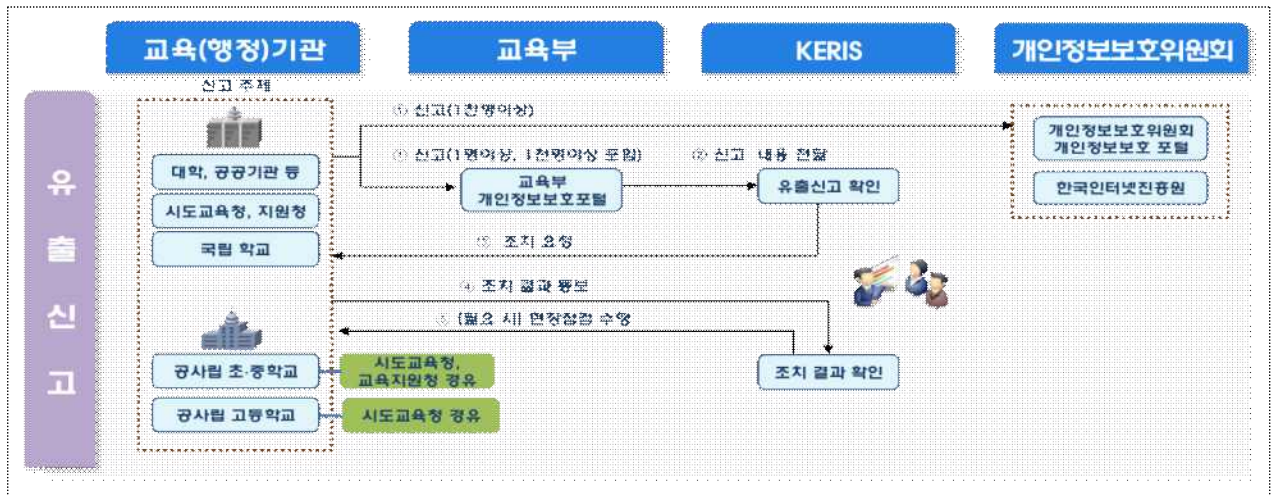 교육(행정)기관
교육부
KERIS
개인정보보호위원회
신고 주체
유출신고
① 신고(1천명이상)
① 신고(1명이상, 1천명이상 포함)
② 신고 내용 전달
대학, 공공기관 등
시도교육청, 지원청
국립 학교
교육부
개인정보보호포털
유출신고 확인
개인정보보호위원회
개인정보보호 포털
한국인터넷진흥원
③ 조치 요청
④ 조치 결과 통보
(필요 시) 현장점검 수행
공사립 초·중학교
시도교육청,
교육지원청 경유
조치 결과 확인
공사립 고등학교
시도교육청 경유